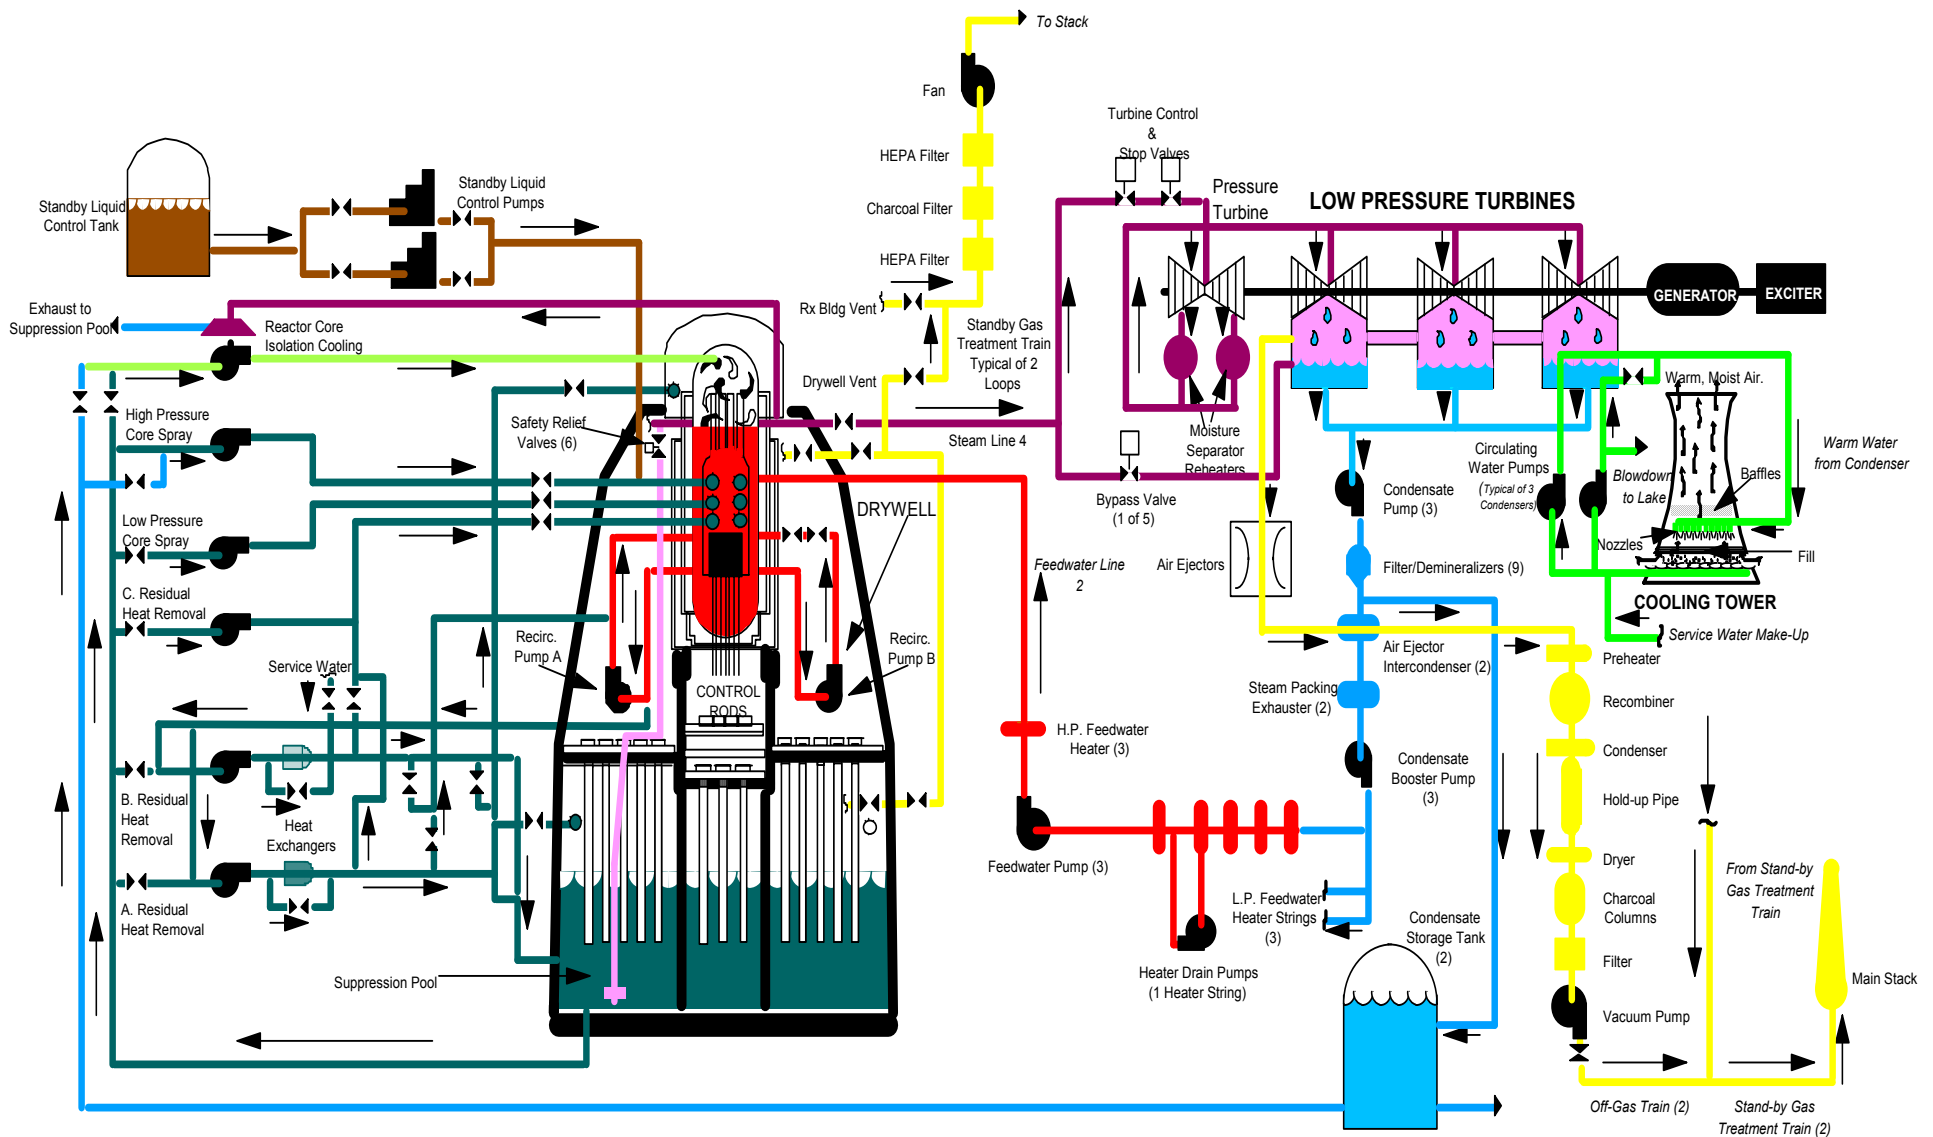 To Stack
Fan
Turbine Control
&
Stop Valves
HEPA Filter
Standby Liquid
Control Pumps
Pressure
Turbine
LOW PRESSURE TURBINES
Standby Liquid
Control Tank
Charcoal Filter
HEPA Filter
GENERATOR
EXCITER
Exhaust to
Suppression Pool
Rx Bldg Vent
Reactor Core
Isolation Cooling
Standby Gas
Treatment Train
Typical of 2
Loops
Drywell Vent
Warm, Moist Air.
High Pressure
Core Spray
Safety Relief
Valves (6)
Steam Line 4
Moisture
Separator
Reheaters
Circulating
Water Pumps
(Typical of 3
Condensers)
Warm Water
from Condenser
Blowdown
to Lake
Baffles
Bypass Valve
(1 of 5)
Condensate
Pump (3)
DRYWELL
Low Pressure
Core Spray
Nozzles
Fill
Feedwater Line
2
Air Ejectors
Filter/Demineralizers (9)
C. Residual
Heat Removal
COOLING TOWER
Service Water Make-Up
Recirc.
Pump A
Recirc.
Pump B
Air Ejector
Intercondenser (2)
Preheater
Service Water
CONTROL
RODS
Steam Packing
Exhauster (2)
Recombiner
H.P. Feedwater
Heater (3)
Condenser
Condensate
Booster Pump
(3)
B. Residual
Heat
Removal
Heat
Exchangers
Hold-up Pipe
Feedwater Pump (3)
Dryer
From Stand-by
Gas Treatment
Train
A. Residual
Heat Removal
L.P. Feedwater
Heater Strings
(3)
Charcoal
Columns
Condensate
Storage Tank
(2)
Filter
Suppression Pool
Heater Drain Pumps
(1 Heater String)
Main Stack
Vacuum Pump
Off-Gas Train (2)
Stand-by Gas
Treatment Train (2)